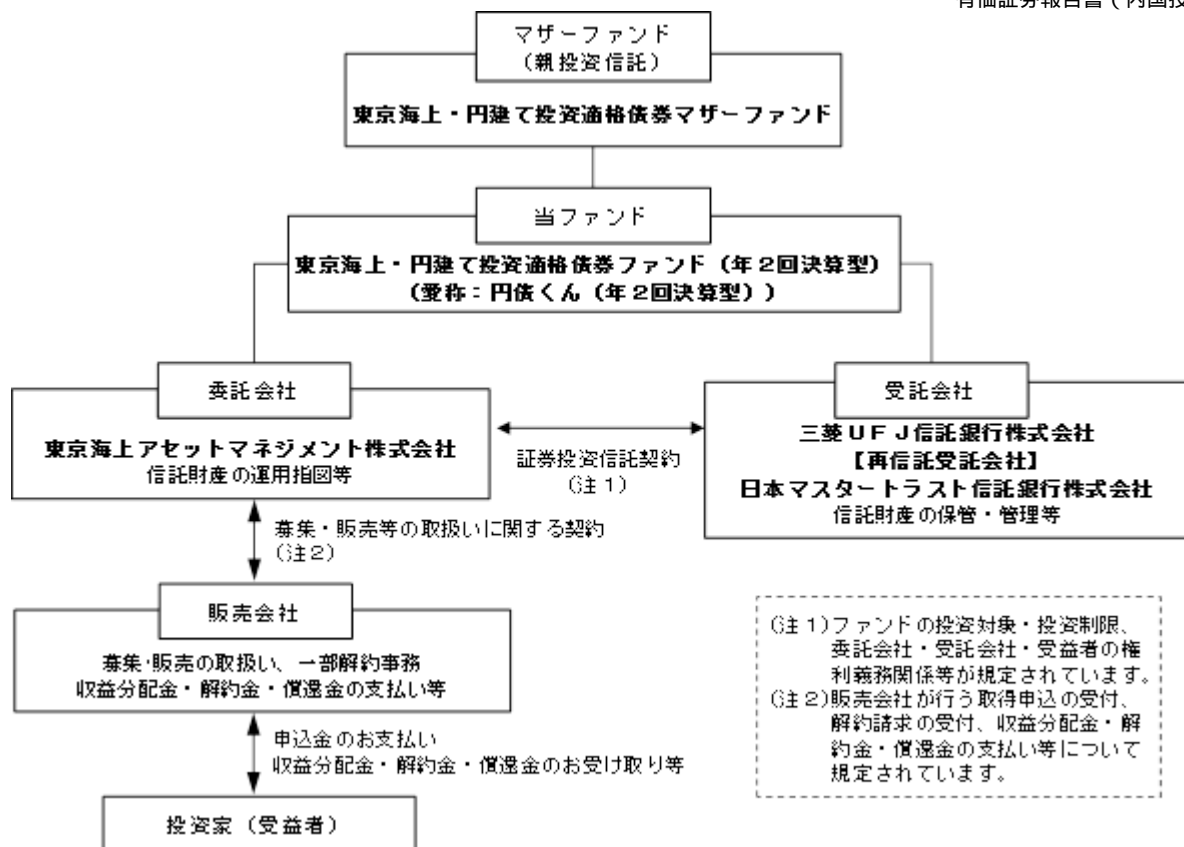 有価証券報告書（内国投
マザーファンド
（親投資信託）
東京海上・円建て投資適格債券マザーファンド
当ファンド
東京海上・円建て投資適格債券ファンド（年２回決算型）
（愛称：円債くん（年２回決算型））
委託会社
東京海上アセットマネジメント株式会社
信託財産の運用指図等
証券投資信託契約
（注１）
受託会社
三菱ＵＦＪ信託銀行株式会社
【再信託受託会社】
日本マスタートラスト信託銀行株式会社
信託財産の保管・管理等
募集・販売等の取扱いに関する契約
（注２）
販売会社
募集・販売の取扱い、一部解約事務
収益分配金・解約金・償還金の支払い等
申込金のお支払い
収益分配金・解約金・償還金のお受け取り等
投資家（受益者）
（注１）ファンドの投資対象・投資制限、
委託会社・受託会社・受益者の権
利義務関係等が規定されています。
（注２）販売会社が行う取得申込の受付、
解約請求の受付、収益分配金・解
約金・償還金の支払い等について
規定されています。